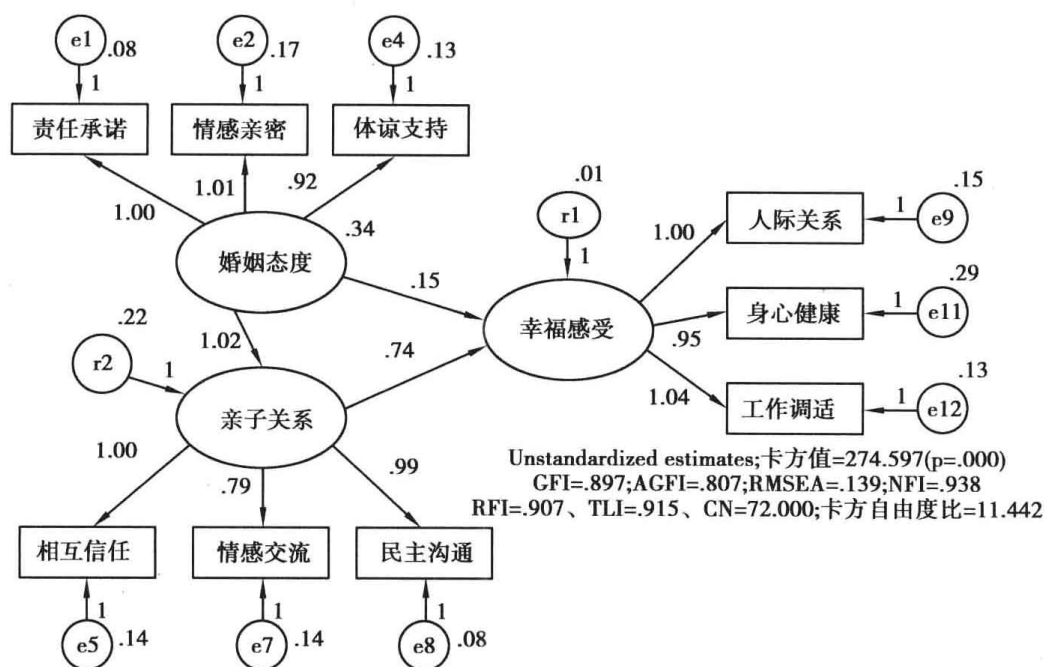 e1 .08
e2 .17
e4 .13
1 1 1
责任承诺 情感亲密 体谅支持
1.00 1.01 .92
婚姻态度 .34
.01
r1
1
.15
人际关系 1 e9 .15
1.00
幸福感受
身心健康 1 e11 .29
.95
工作调适 1 e12 .13
1.04
.22
r2 1
1.02
.74
亲子关系
1.00 .79 .99
相互信任 情感交流 民主沟通
1 1 1
e5 .14 e7 .14 e8 .08
Unstandardized estimates;卡方值=274.597(p=.000)
GFI=.897;AGFI=.807;RMSEA=.139;NFI=.938
RFI=.907、TLI=.915、CN=72.000;卡方自由度比=11.442